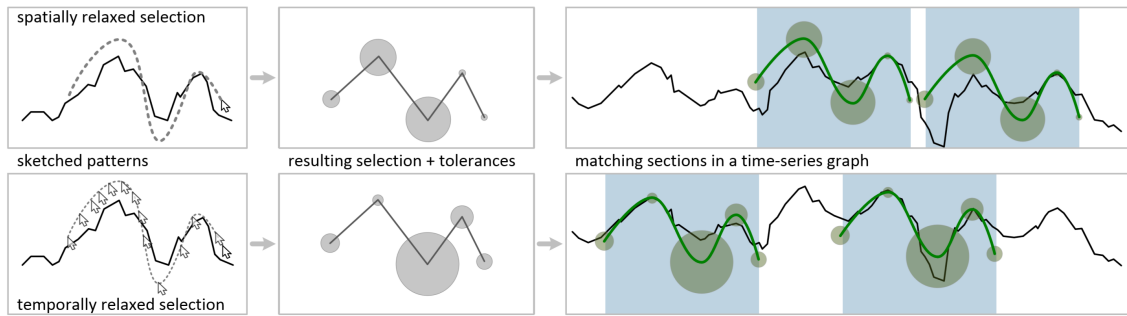 spatially relaxed selection
sketched patterns
resulting selection + tolerances
matching sections in a time-series graph
temporally relaxed selection